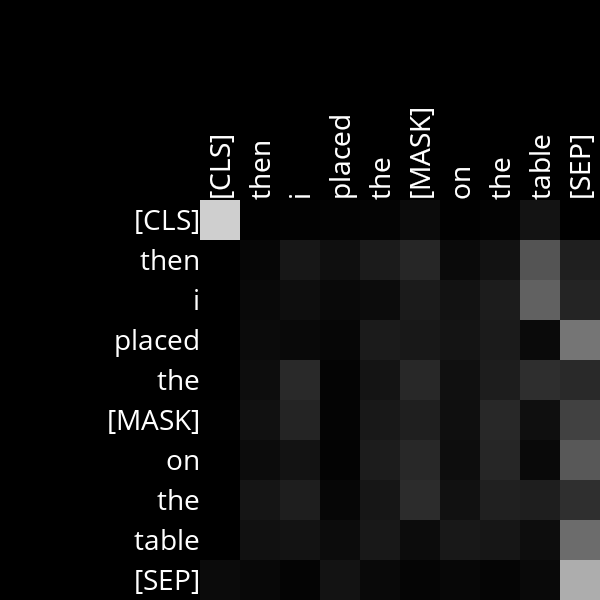 [CLS]
then
i
placed
the
[MASK]
on
the
table
[SEP]
[CLS]
then
i
placed
the
[MASK]
on
the
table
[SEP]